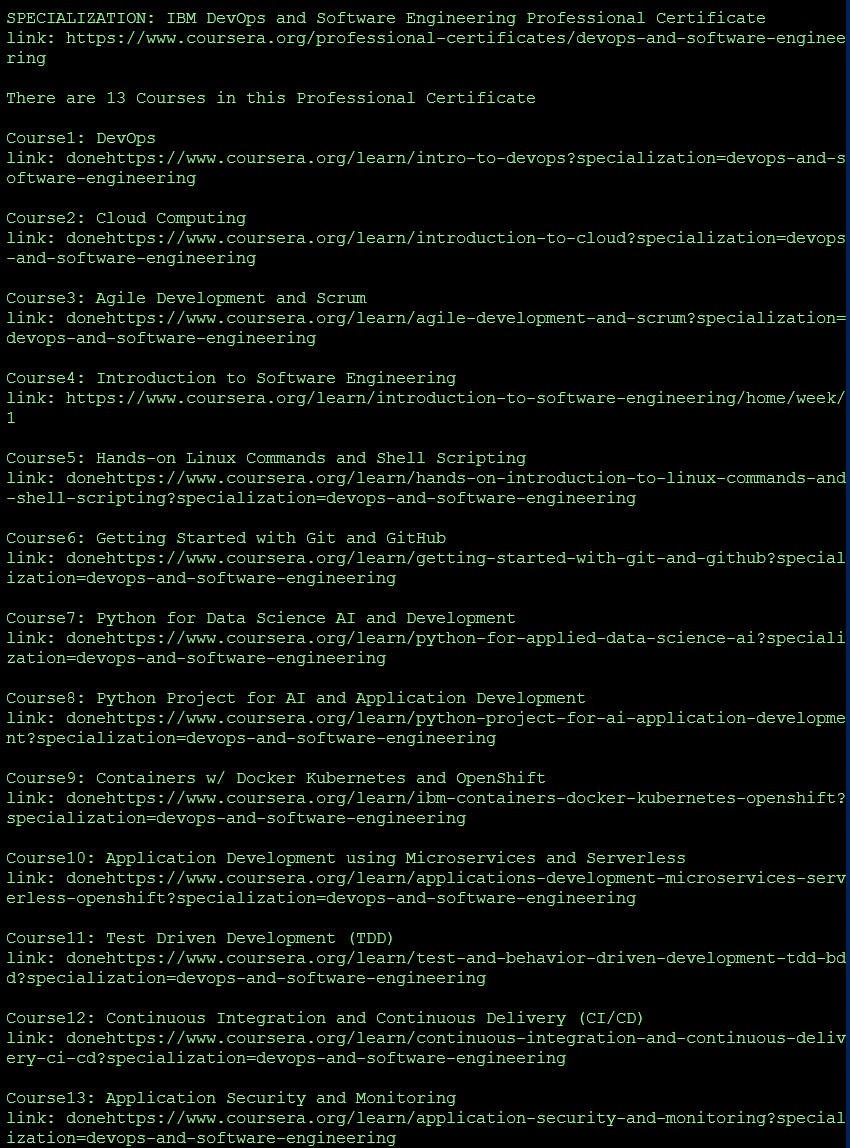 SPECIALIZATION: IBM DevOps and Software Engineering Professional Certificate
link: https://www.coursera.org/professional-certificates/devops-and-software-enginee
ring
There are 13 Courses in this Professional Certificate
Course1: DevOps
link: donehttps://www.coursera.org/learn/intro-to-devops?specialization=devops-and-s
oftware-engineering
Course2: Cloud Computing
link: donehttps://www.coursera.org/learn/introduction-to-cloud?specialization=devops
-and-software-engineering
Course3: Agile Development and Scrum
link: donehttps://www.coursera.org/learn/agile-development-and-scrum?specialization=
devops-and-software-engineering
Course4: Introduction to Software Engineering
link: https://www.coursera.org/learn/introduction-to-software-engineering/home/week/
1
Course5: Hands-on Linux Commands and Shell Scripting
link: donehttps://www.coursera.org/learn/hands-on-introduction-to-linux-commands-and
-shell-scripting?specialization=devops-and-software-engineering
Course6: Getting Started with Git and GitHub
link: donehttps://www.coursera.org/learn/getting-started-with-git-and-github?special
ization=devops-and-software-engineering
Course7: Python for Data Science AI and Development
link: donehttps://www.coursera.org/learn/python-for-applied-data-science-ai?speciali
zation=devops-and-software-engineering
Course8: Python Project for AI and Application Development
link: donehttps://www.coursera.org/learn/python-project-for-ai-application-developme
nt?specialization=devops-and-software-engineering
Course9: Containers w/ Docker Kubernetes and OpenShift
link: donehttps://www.coursera.org/learn/ibm-containers-docker-kubernetes-openshift?
specialization=devops-and-software-engineering
Course10: Application Development using Microservices and Serverless
link: donehttps://www.coursera.org/learn/applications-development-microservices-serv
erless-openshift?specialization=devops-and-software-engineering
Course11: Test Driven Development (TDD)
link: donehttps://www.coursera.org/learn/test-and-behavior-driven-development-tdd-bd
d?specialization=devops-and-software-engineering
Course12: Continuous Integration and Continuous Delivery (CI/CD)
link: donehttps://www.coursera.org/learn/continuous-integration-and-continuous-deliv
ery-ci-cd?specialization=devops-and-software-engineering
Course13: Application Security and Monitoring
link: donehttps://www.coursera.org/learn/application-security-and-monitoring?special
ization=devops-and-software-engineering